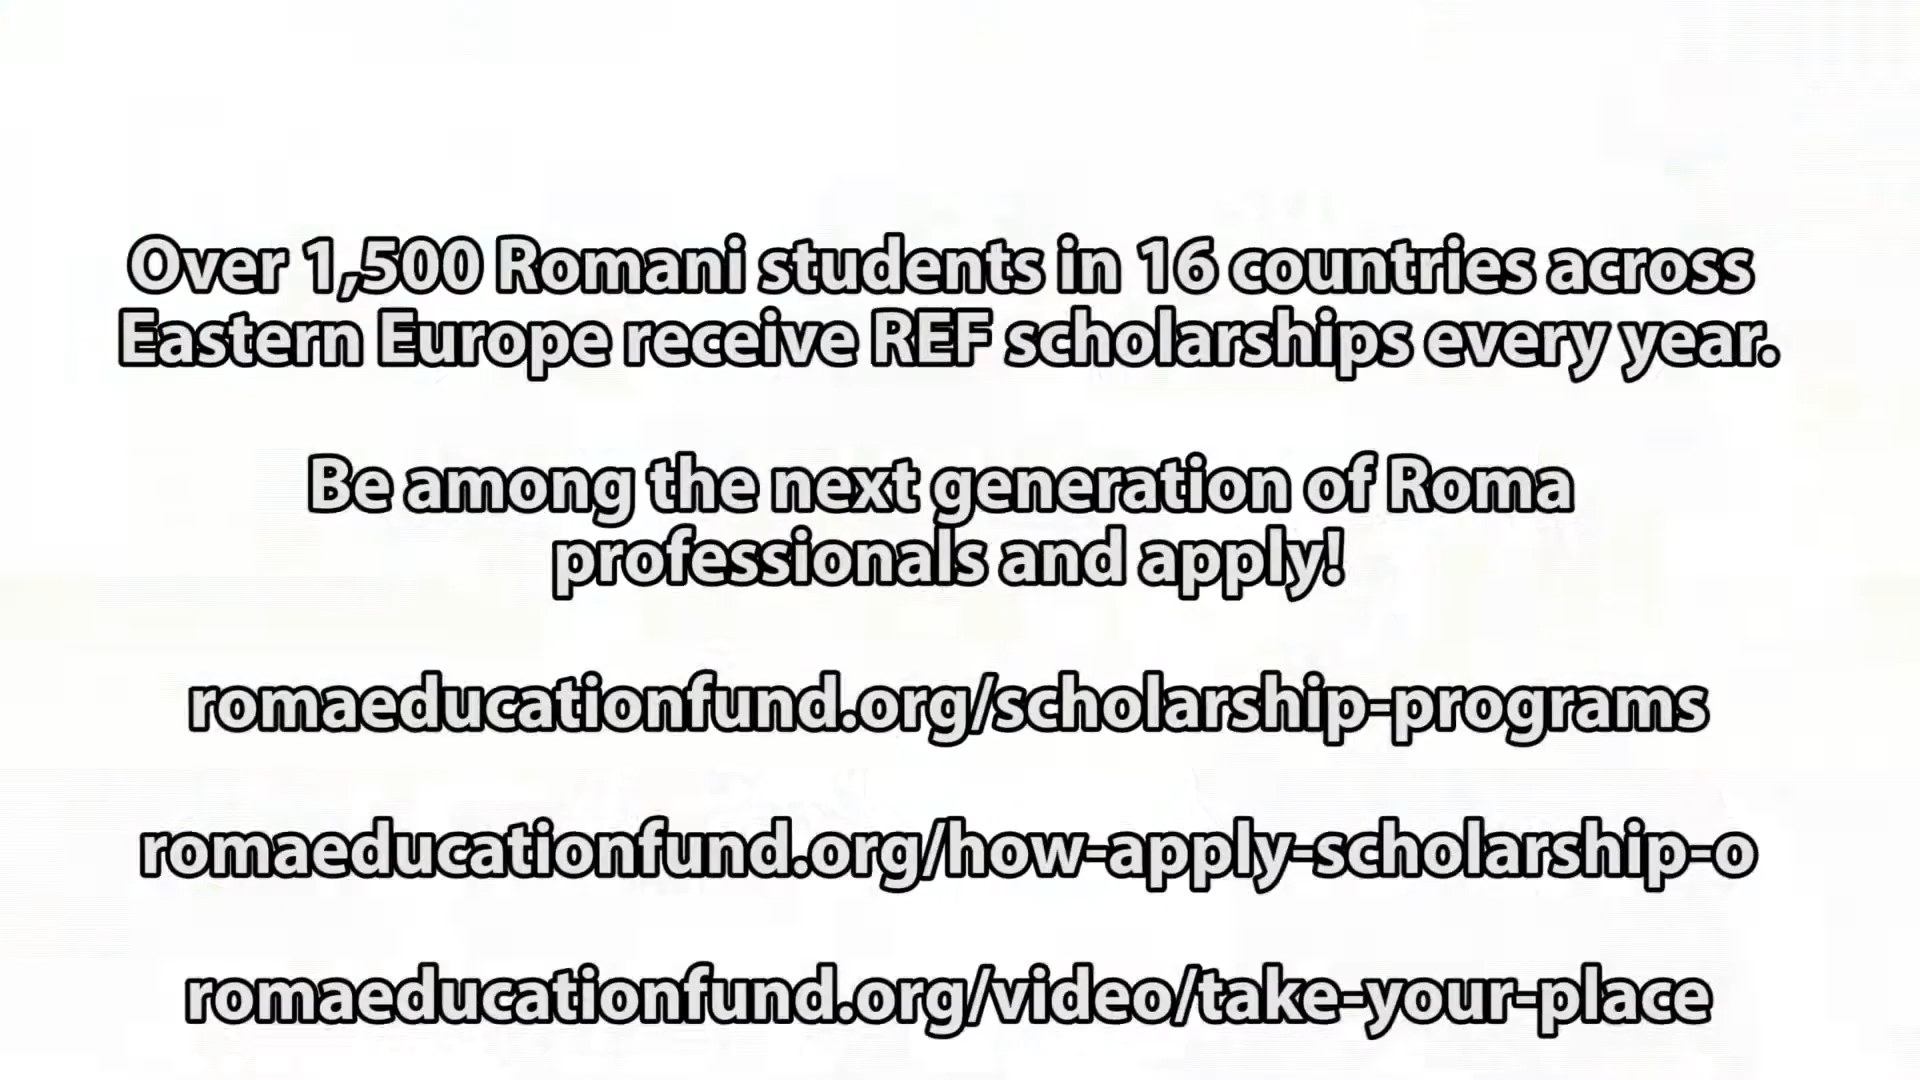 Over 1,500 Romani students in 16 countries across
Eastern Europe receive REF scholarships every year.
Be among the next generation of Roma
professionals and apply!
romaeducationfund.org/scholarship-programs
romaeducationfund.org/how-apply-scholarship-o
romaeducationfund.org/video/take-your-place